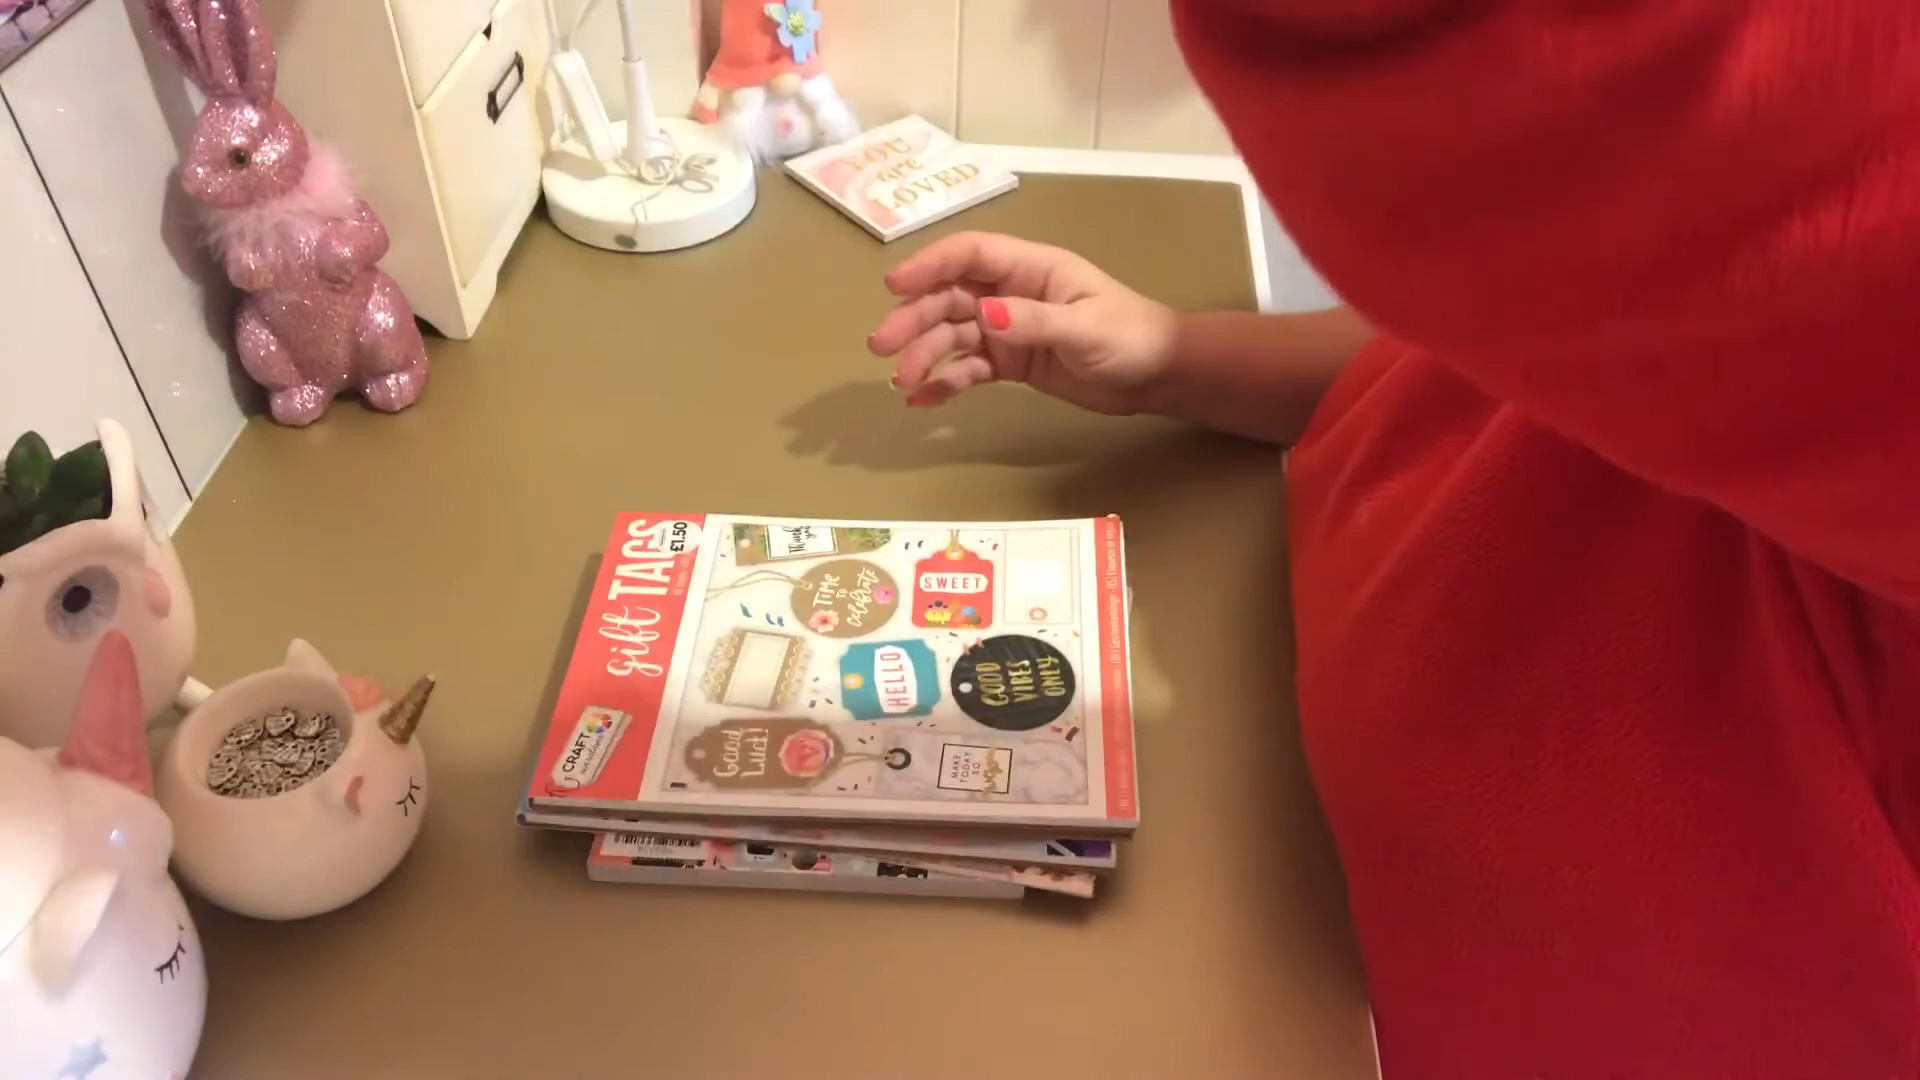 YOU
are
LOVED
gift TAGS
£1.50
CRAFT
Thank
you
TIME
TO
celebrate
SWEET
HELLO
GOOD
VIBES
ONLY
Good
Luck!
MAKE
TODAY
SO